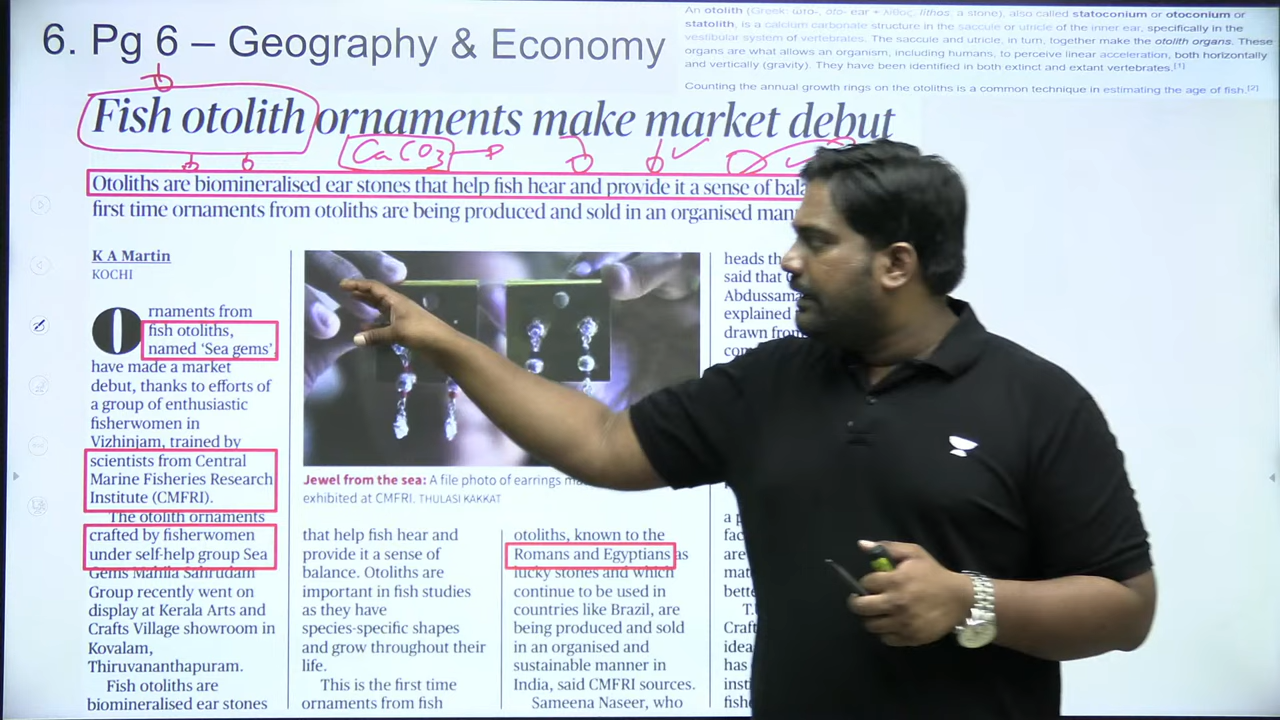 6. Pg 6 – Geography & Economy
An otolith (Greek: ὠτο-, ōto- ear + λῐ́θος, líthos, a stone), also called statoconium or otoconium or
statolith, is a calcium carbonate structure in the saccule or utricle of the inner ear, specifically in the
vestibular system of vertebrates. The saccule and utricle, in turn, together make the otolith organs. These
organs are what allows an organism, including humans, to perceive linear acceleration, both horizontally
and vertically (gravity). They have been identified in both extinct and extant vertebrates.[1]
Counting the annual growth rings on the otoliths is a common technique in estimating the age of fish.[2]
Fish otolith ornaments make market debut
CaCO3
Otoliths are biomineralised ear stones that help fish hear and provide it a sense of
first time ornaments from otoliths are being produced and sold in an organised
K A Martin
KOCHI
Ornaments from
fish otoliths,
named ‘Sea gems’,
have made a market
debut, thanks to efforts of
a group of enthusiastic
fisherwomen in
Vizhinjam, trained by
scientists from Central
Marine Fisheries Research
Institute (CMFRI).
The otolith ornaments
crafted by fisherwomen
under self-help group Sea
Gems Mahila Sahrudam
Group recently went on
display at Kerala Arts and
Crafts Village showroom in
Kovalam,
Thiruvananthapuram.
Fish otoliths are
biomineralised ear stones
Jewel from the sea: A file photo of earrings
exhibited at CMFRI. THULASI KAKKAT
that help fish hear and
provide it a sense of
balance. Otoliths are
important in fish studies
as they have
species-specific shapes
and grow throughout their
life.
This is the first time
ornaments from fish
otoliths, known to the
Romans and Egyptians as
lucky stones and which
continue to be used in
countries like Brazil, are
being produced and sold
in an organised and
sustainable manner in
India, said CMFRI sources.
Sameena Naseer, who
heads
said that
explained
drawn from
a
are